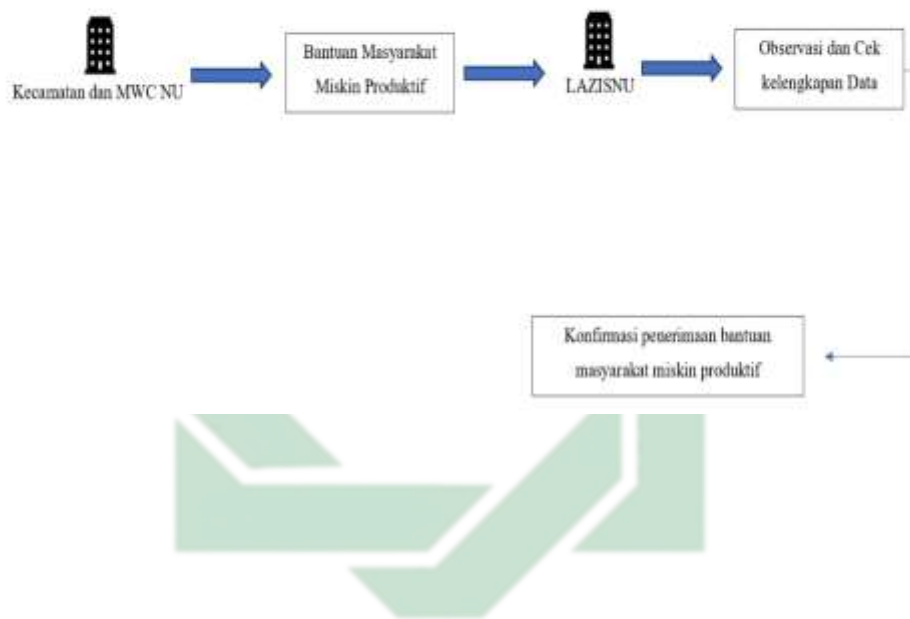 Kecamatan dan MWC NU
Bantuan Masyarakat
Miskin Produktif
LAZISNU
Observasi dan Cek
kelengkapan Data
Konfirmasi penerimaan bantuan
masyarakat miskin produktif